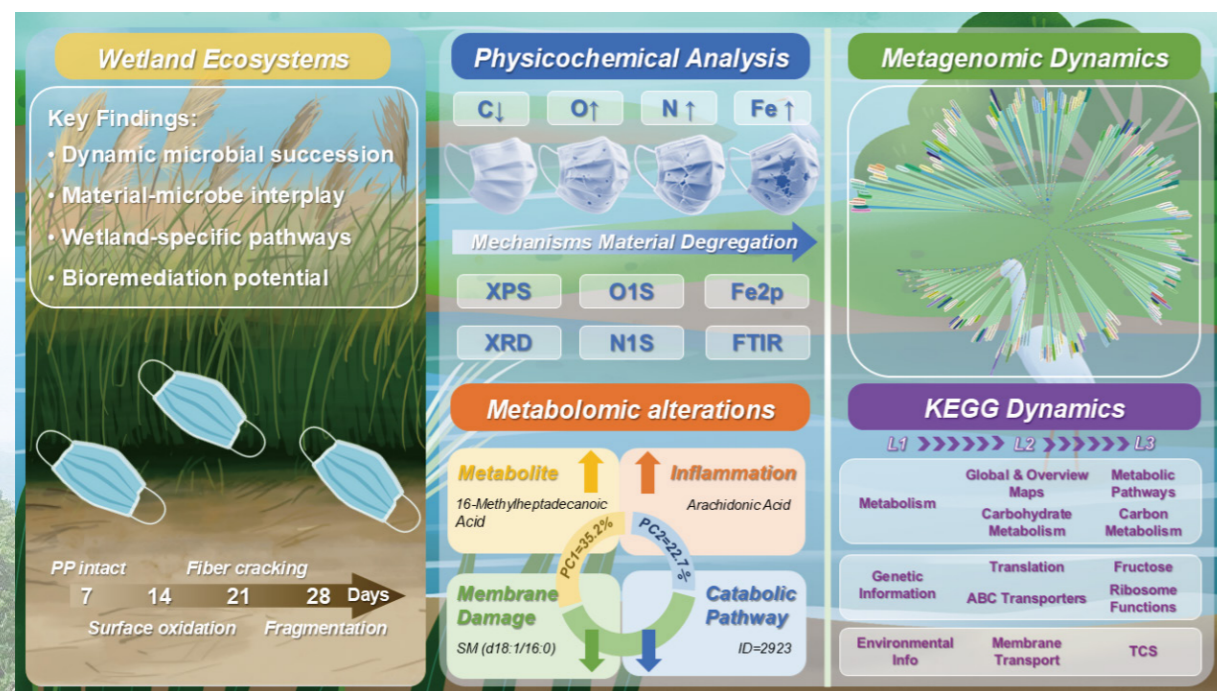 Wetland Ecosystems
Key Findings:
• Dynamic microbial succession
• Material-microbe interplay
• Wetland-specific pathways
• Bioremediation potential
PP intact
Fiber cracking
7 14 21 28 Days
Surface oxidation
Fragmentation
Physicochemical Analysis
C↓ O↑ N↑ Fe↑
Mechanisms Material Degregation
XPS O1S Fe2p
XRD N1S FTIR
Metabolomic alterations
Metabolite
16-Methylheptadecanoic
Acid
Inflammation
Arachidonic Acid
PC1=35.2%
PC2=22.7%
Membrane
Damage
SM (d18:1/16:0)
Catabolic
Pathway
ID=2923
Metagenomic Dynamics
KEGG Dynamics
L1 L2 L3
Metabolism
Global & Overview
Maps
Carbohydrate
Metabolism
Metabolic
Pathways
Carbon
Metabolism
Genetic
Information
Translation
ABC Transporters
Fructose
Ribosome
Functions
Environmental
Info
Membrane
Transport
TCS